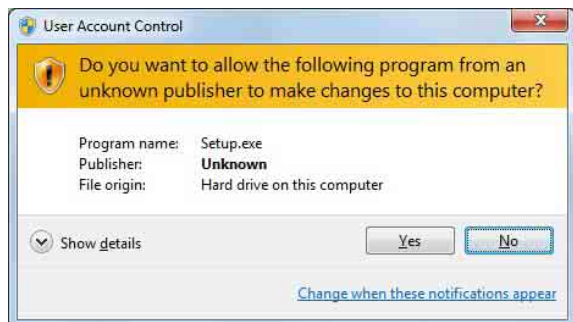 User Account Control
Do you want to allow the following program from an
unknown publisher to make changes to this computer?
Program name: Setup.exe
Publisher: Unknown
File origin: Hard drive on this computer
Show details
Yes No
Change when these notifications appear